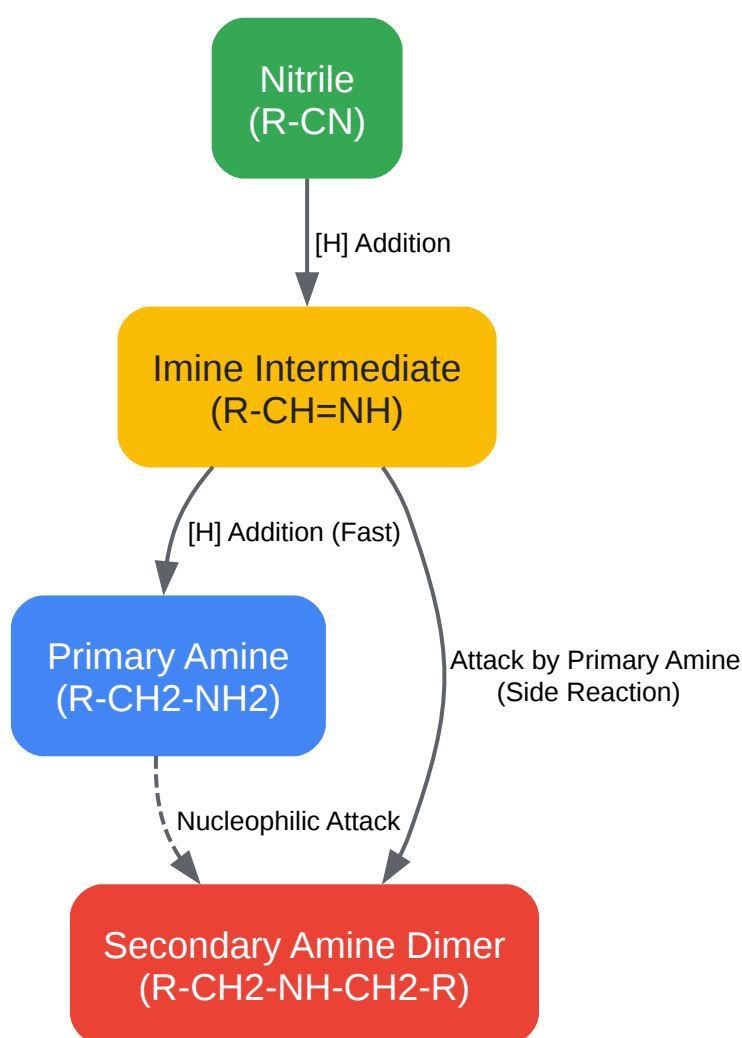 Nitrile
(R-CN)
[H] Addition
Imine Intermediate
(R-CH=NH)
[H] Addition (Fast)
Primary Amine
(R-CH2-NH2)
Attack by Primary Amine
(Side Reaction)
Nucleophilic Attack
Secondary Amine Dimer
(R-CH2-NH-CH2-R)